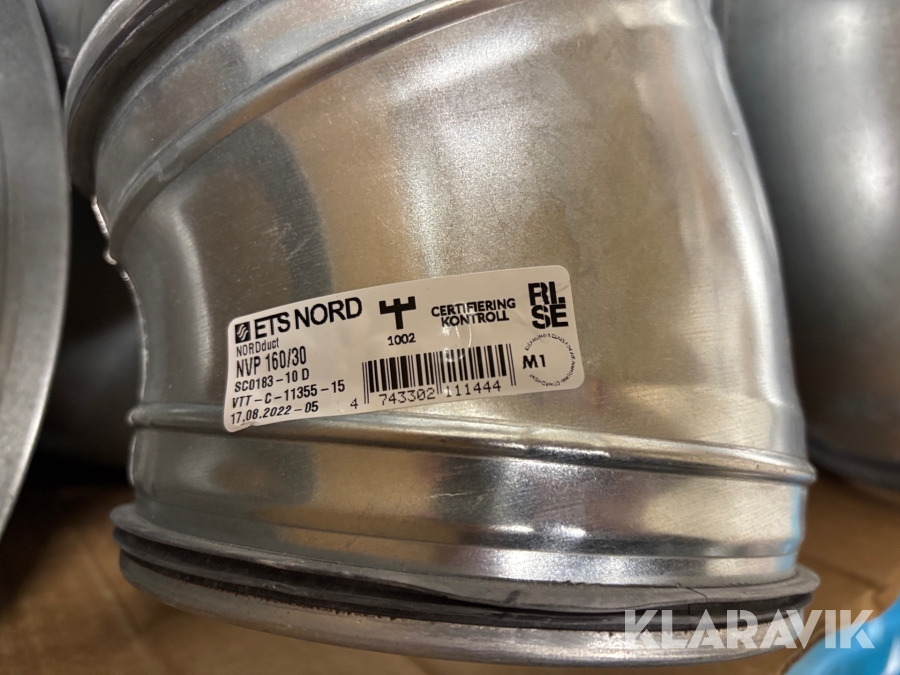 ETS NORD
NORDduct
NVP 160/30
SC0183-10 D
VTT-C-11355-15
17.08.2022-05
1002
CERTIFIERING
KONTROLL
RI.
SE
M1
4 743302 111444
KLARAVIK